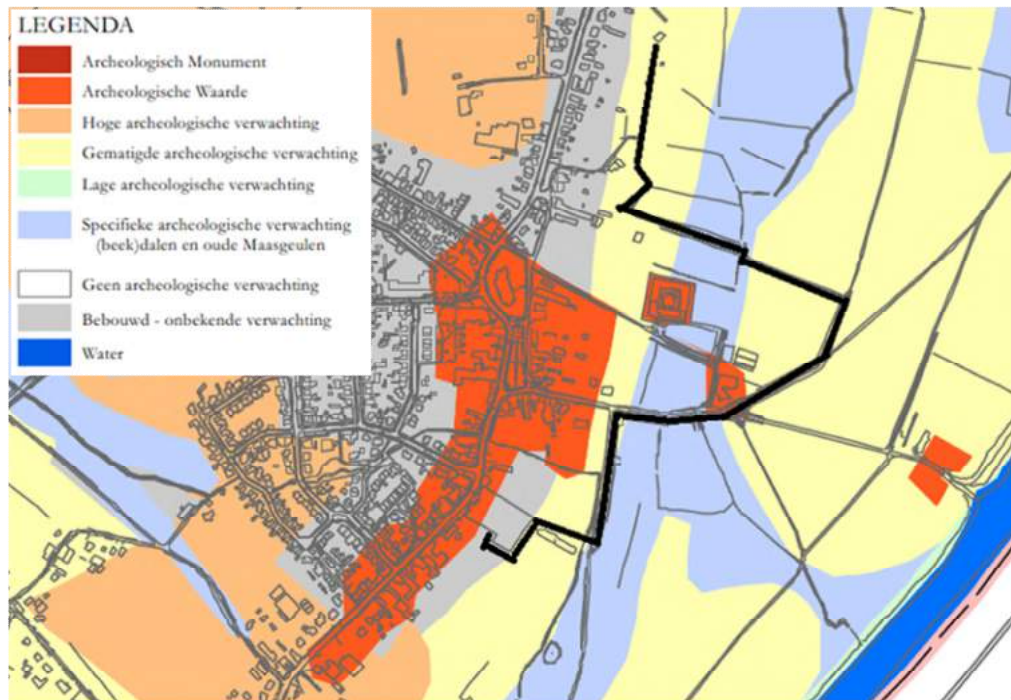 LEGENDA
Archeologisch Monument
Archeologische Waarde
Hoge archeologische verwachting
Gematigde archeologische verwachting
Lage archeologische verwachting
Specifieke archeologische verwachting
(beek)dalen en oude Maasgeulen
Geen archeologische verwachting
Bebouwd - onbekende verwachting
Water